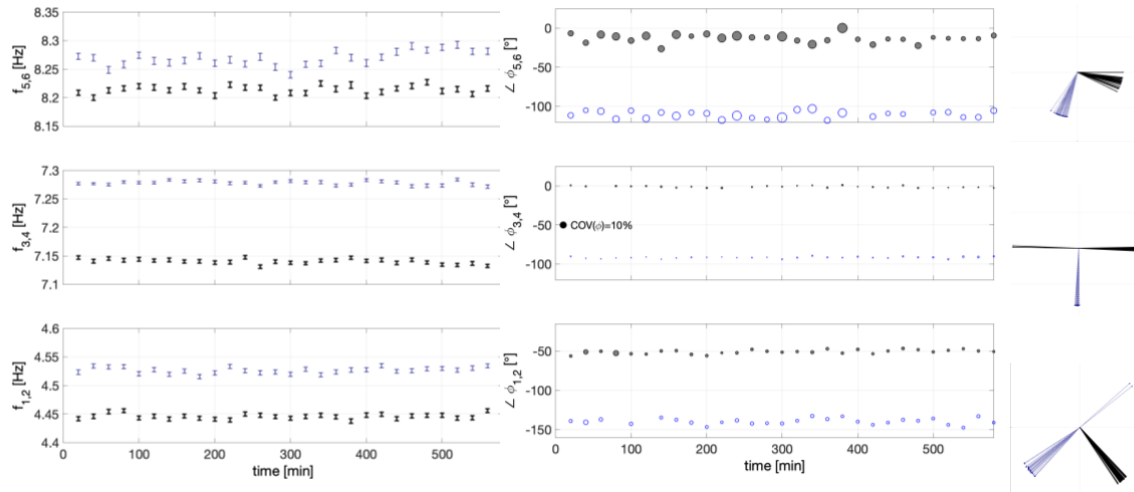 8.35
8.3
8.25
8.2
8.15
f5,6 [Hz]
0
-50
-100
∠ ϕ5,6 [°]
7.3
7.25
7.2
7.15
7.1
f3,4 [Hz]
0
-50
-100
∠ ϕ3,4 [°]
COV(ϕ)=10%
4.6
4.55
4.5
4.45
4.4
f1,2 [Hz]
0 100 200 300 400 500
time [min]
-50
-100
-150
∠ ϕ1,2 [°]
0 100 200 300 400 500
time [min]